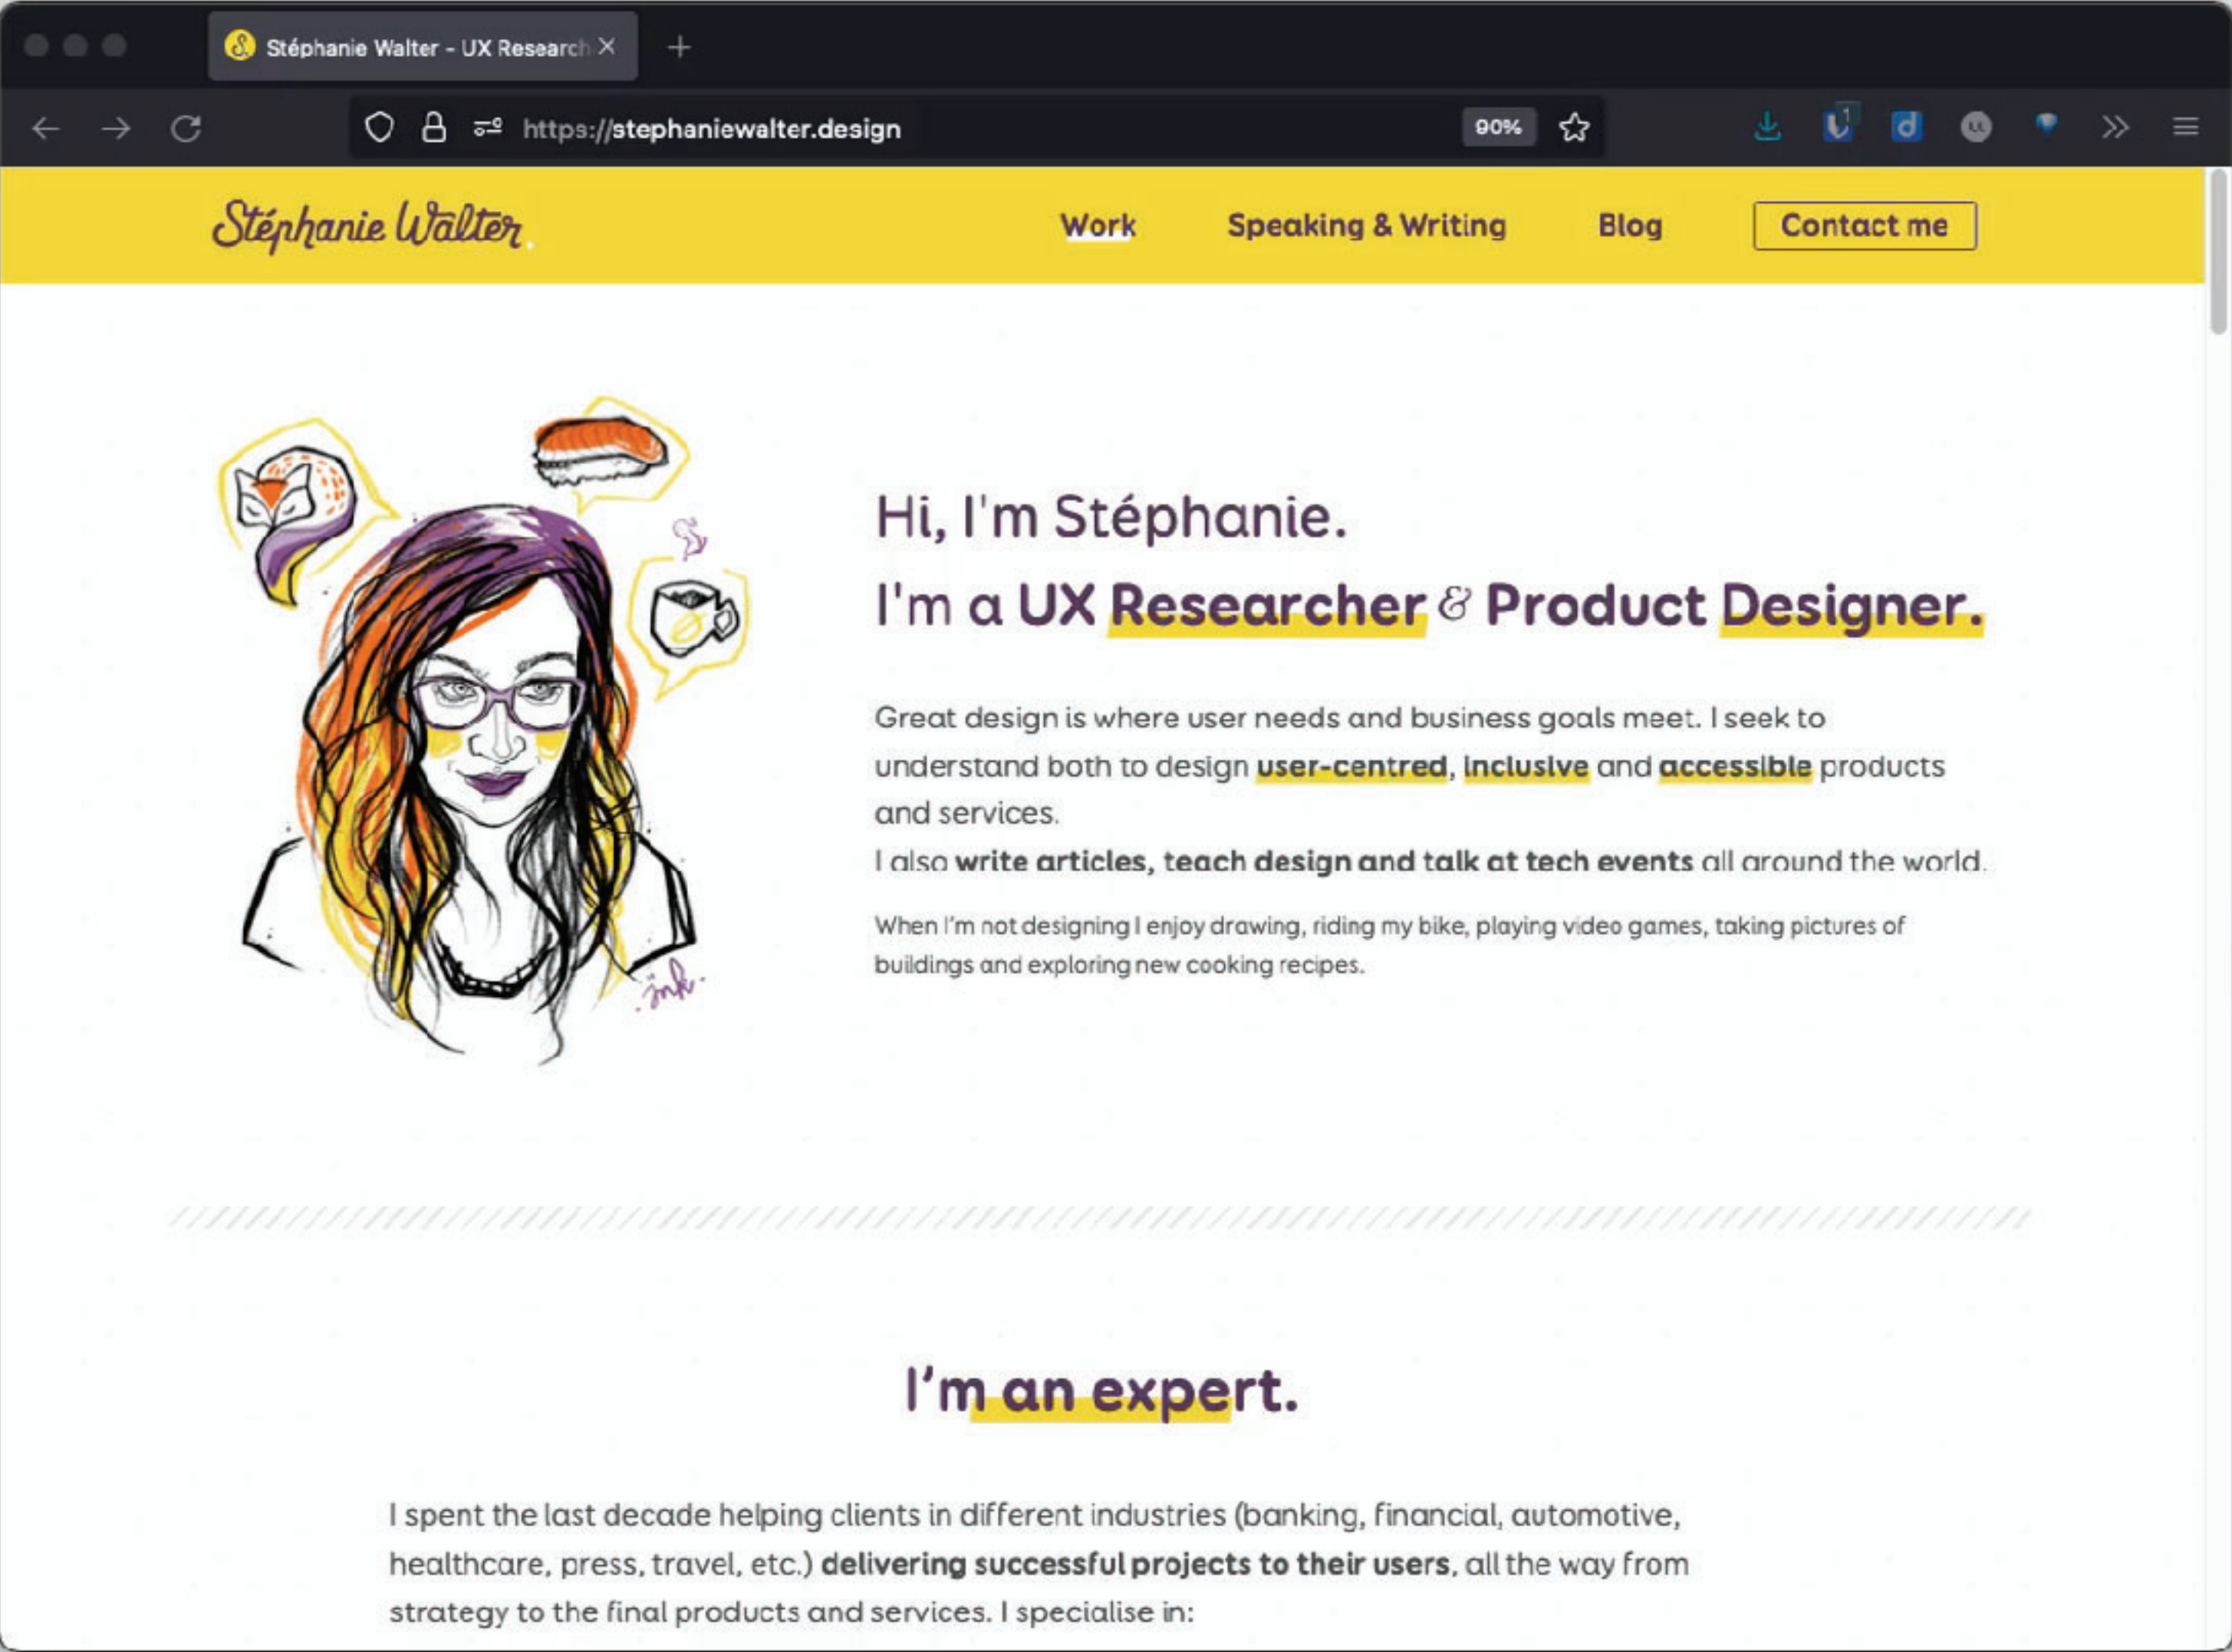 Stéphanie Walter - UX Research
https://stephaniewalter.design
90%
Stéphanie Walter.
Work
Speaking & Writing
Blog
Contact me
Hi, I'm Stéphanie.
I'm a UX Researcher & Product Designer.
Great design is where user needs and business goals meet. I seek to
understand both to design user-centred, inclusive and accessible products
and services.
I also write articles, teach design and talk at tech events all around the world.
When I'm not designing I enjoy drawing, riding my bike, playing video games, taking pictures of
buildings and exploring new cooking recipes.
ink.
I’m an expert.
I spent the last decade helping clients in different industries (banking, financial, automotive,
healthcare, press, travel, etc.) delivering successful projects to their users, all the way from
strategy to the final products and services. I specialise in: